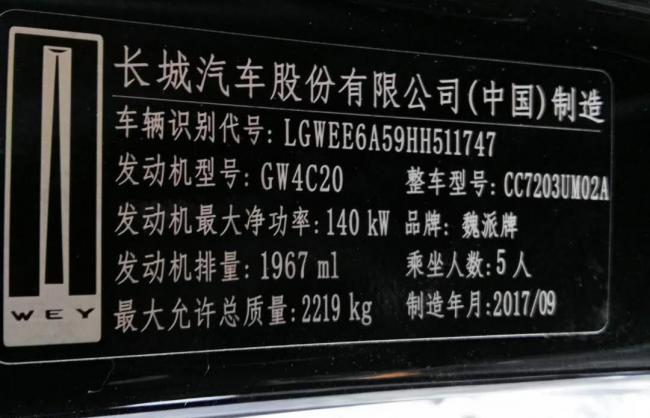 长城汽车股份有限公司(中国)制造
车辆识别代号: LGWEE6A59HH511747
发动机型号: GW4C20 整车型号: CC7203UM02A
发动机最大净功率: 140 kW 品牌: 魏派牌
发动机排量: 1967 ml 乘坐人数: 5 人
最大允许总质量: 2219 kg 制造年月: 2017/09
WEY